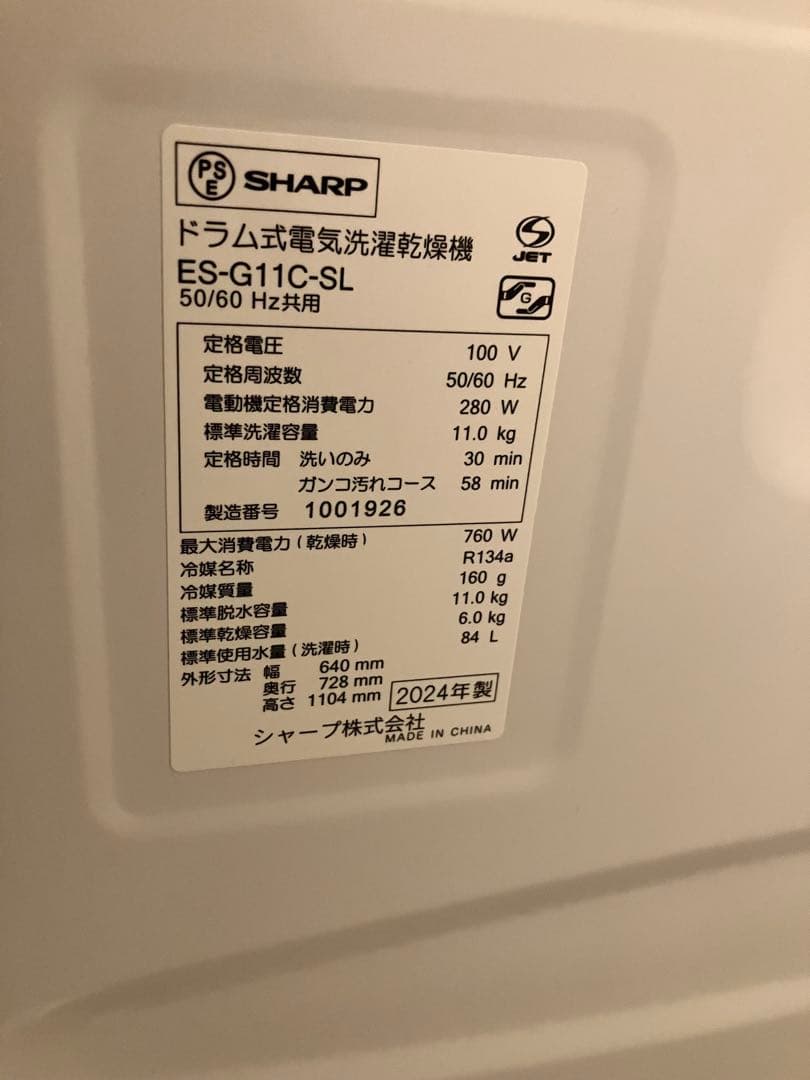 PS
E SHARP
ドラム式電気洗濯乾燥機
ES-G11C-SL
50/60 Hz共用
JET
G
定格電圧 100 V
定格周波数 50/60 Hz
電動機定格消費電力 280 W
標準洗濯容量 11.0 kg
定格時間 洗いのみ 30 min
ガンコ汚れコース 58 min
製造番号 1001926
最大消費電力(乾燥時) 760 W
冷媒名称 R134a
冷媒質量 160 g
標準脱水容量 11.0 kg
標準乾燥容量 6.0 kg
標準使用水量(洗濯時) 84 L
外形寸法 幅 640 mm
奥行 728 mm
高さ 1104 mm
2024年製
シャープ株式会社
MADE IN CHINA